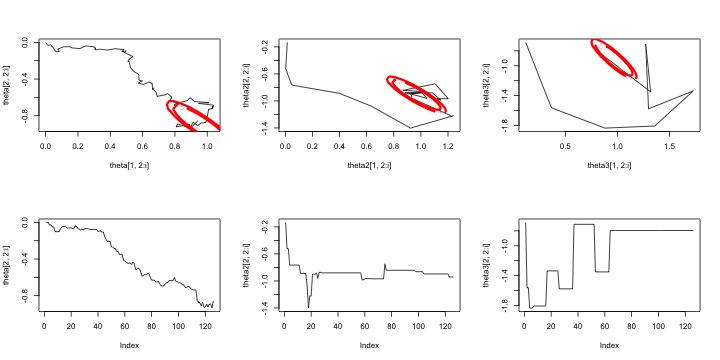 theta[2, 2:i]
0.0
-0.4
-0.8
0.0 0.2 0.4 0.6 0.8 1.0
theta[1, 2:i]
theta2[2, 2:i]
-0.2
-0.6
-1.0
-1.4
0.0 0.2 0.4 0.6 0.8 1.0 1.2
theta2[1, 2:i]
theta3[2, 2:i]
-1.0
-1.4
-1.8
0.5 1.0 1.5
theta3[1, 2:i]
theta[2, 2:i]
0.0
-0.4
-0.8
0 20 40 60 80 100 120
Index
theta2[2, 2:i]
-0.2
-0.6
-1.0
-1.4
0 20 40 60 80 100 120
Index
theta3[2, 2:i]
-1.0
-1.4
-1.8
0 20 40 60 80 100 120
Index